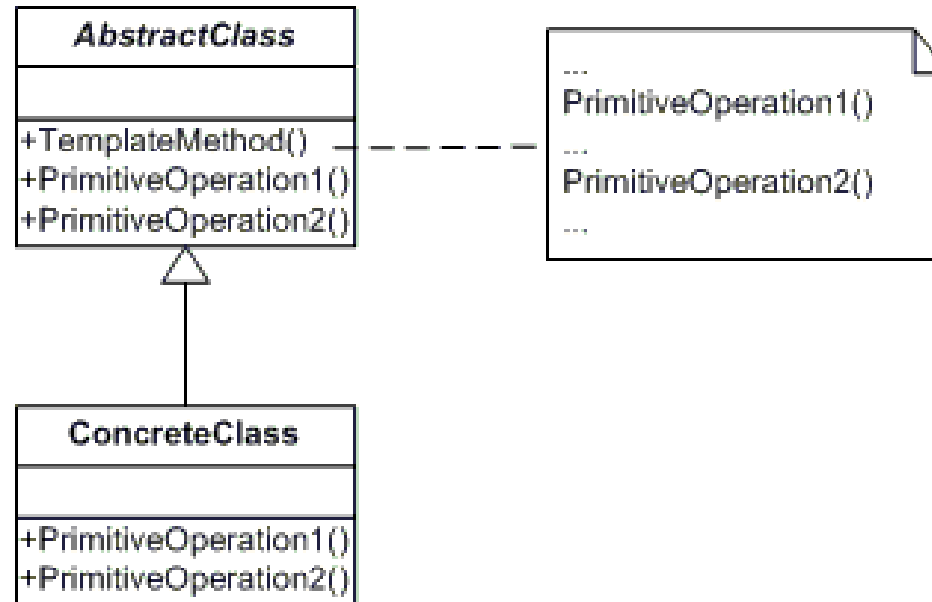 AbstractClass
+TemplateMethod()
+PrimitiveOperation1()
+PrimitiveOperation2()
...
PrimitiveOperation1()
...
PrimitiveOperation2()
...
ConcreteClass
+PrimitiveOperation1()
+PrimitiveOperation2()